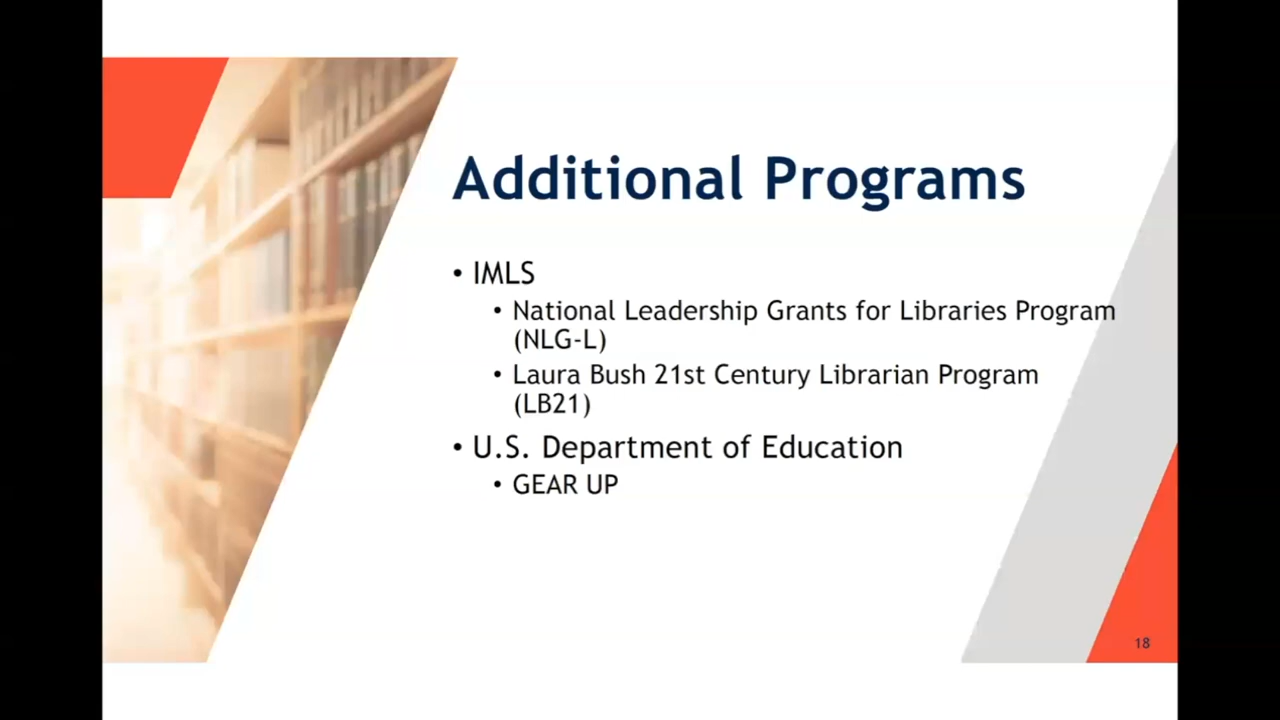 Additional Programs
• IMLS
• National Leadership Grants for Libraries Program
(NLG-L)
• Laura Bush 21st Century Librarian Program
(LB21)
• U.S. Department of Education
• GEAR UP
18